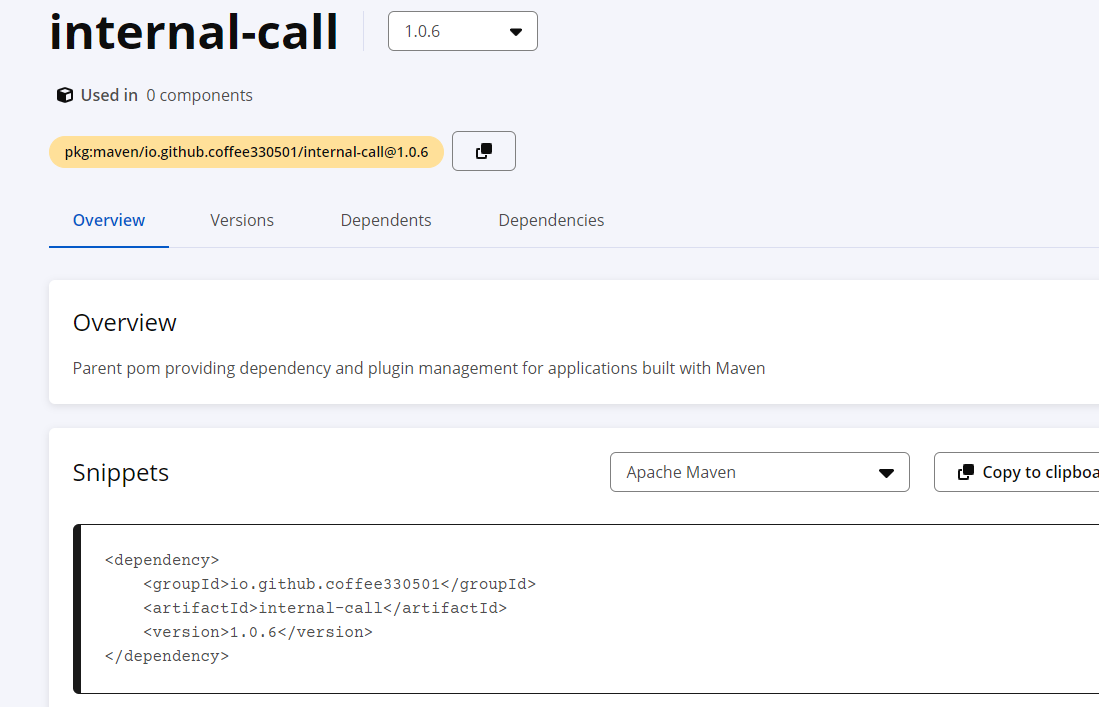 internal-call
1.0.6
Used in 0 components
pkg:maven/io.github.coffee330501/internal-call@1.0.6
Overview Versions Dependents Dependencies
Overview
Parent pom providing dependency and plugin management for applications built with Maven
Snippets
Apache Maven
Copy to clipboa
<dependency>
    <groupId>io.github.coffee330501</groupId>
    <artifactId>internal-call</artifactId>
    <version>1.0.6</version>
</dependency>